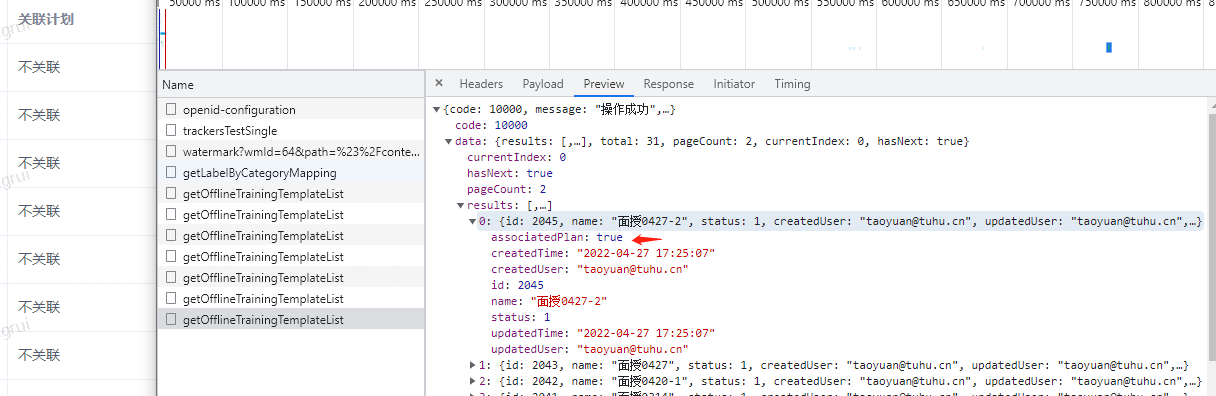 关联计划
不关联
不关联
不关联
不关联
不关联
不关联
不关联
grui
grui
grui
50000 ms 100000 ms 150000 ms 200000 ms 250000 ms 300000 ms 350000 ms 400000 ms 450000 ms 500000 ms 550000 ms 600000 ms 650000 ms 700000 ms 750000 ms 800000 ms 8
Name
openid-configuration
trackersTestSingle
watermark?wmId=64&path=%23%2Fconte...
getLabelByCategoryMapping
getOfflineTrainingTemplateList
getOfflineTrainingTemplateList
getOfflineTrainingTemplateList
getOfflineTrainingTemplateList
getOfflineTrainingTemplateList
getOfflineTrainingTemplateList
getOfflineTrainingTemplateList
× Headers Payload Preview Response Initiator Timing
{code: 10000, message: "操作成功",…}
code: 10000
data: {results: [,…], total: 31, pageCount: 2, currentIndex: 0, hasNext: true}
currentIndex: 0
hasNext: true
pageCount: 2
results: [,…]
0: {id: 2045, name: "面授0427-2", status: 1, createdUser: "taoyuan@tuhu.cn", updatedUser: "taoyuan@tuhu.cn",…}
associatedPlan: true
createdTime: "2022-04-27 17:25:07"
createdUser: "taoyuan@tuhu.cn"
id: 2045
name: "面授0427-2"
status: 1
updatedTime: "2022-04-27 17:25:07"
updatedUser: "taoyuan@tuhu.cn"
1: {id: 2043, name: "面授0427", status: 1, createdUser: "taoyuan@tuhu.cn", updatedUser: "taoyuan@tuhu.cn",…}
2: {id: 2042, name: "面授0420-1", status: 1, createdUser: "taoyuan@tuhu.cn", updatedUser: "taoyuan@tuhu.cn",…}